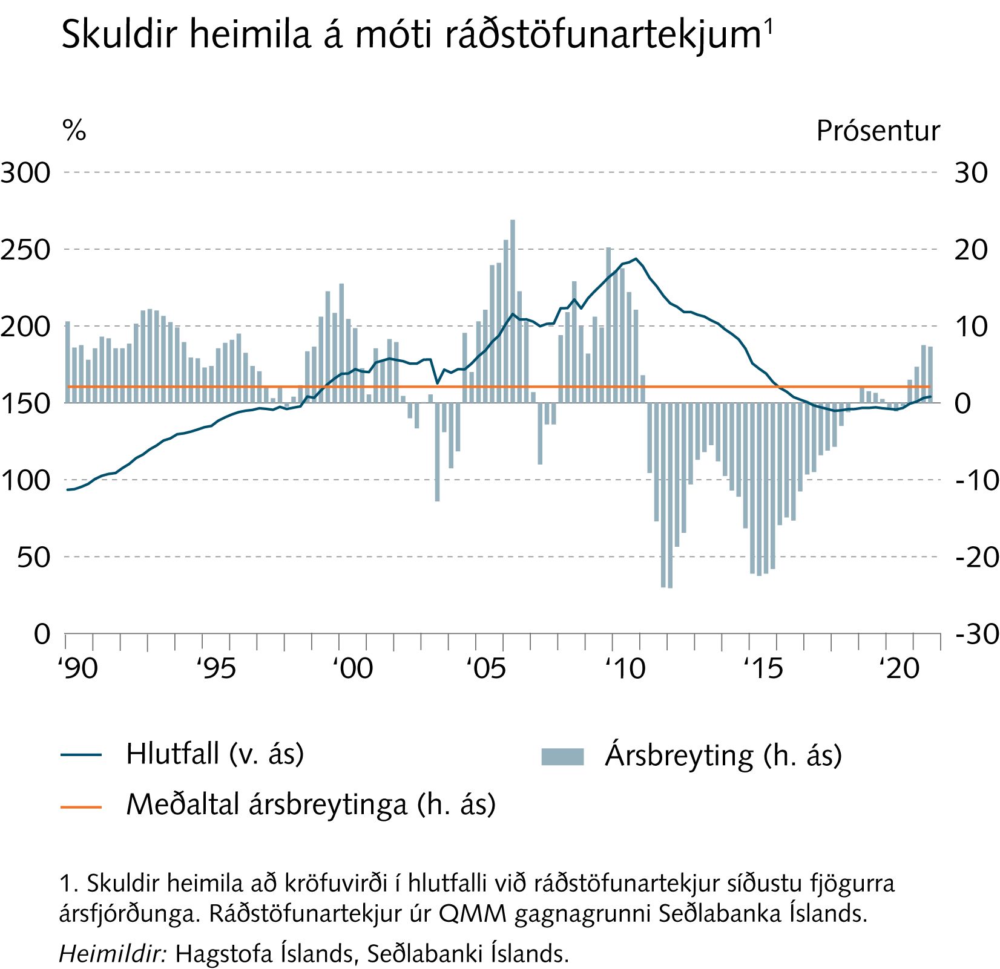 Skuldir heimila á móti ráðstöfunartekjum¹
% Prósentur
300 30
250 20
200 10
150 0
100 -10
50 -20
0 -30
‘90 ‘95 ‘00 ‘05 ‘10 ‘15 ‘20
Hlutfall (v. ás) Ársbreyting (h. ás)
Meðaltal ársbreytinga (h. ás)
1. Skuldir heimila að kröfuvirði í hlutfalli við ráðstöfunartekjur síðustu fjögurra
ársfjórðunga. Ráðstöfunartekjur úr QMM gagnagrunni Seðlabanka Íslands.
Heimildir: Hagstofa Íslands, Seðlabanki Íslands.